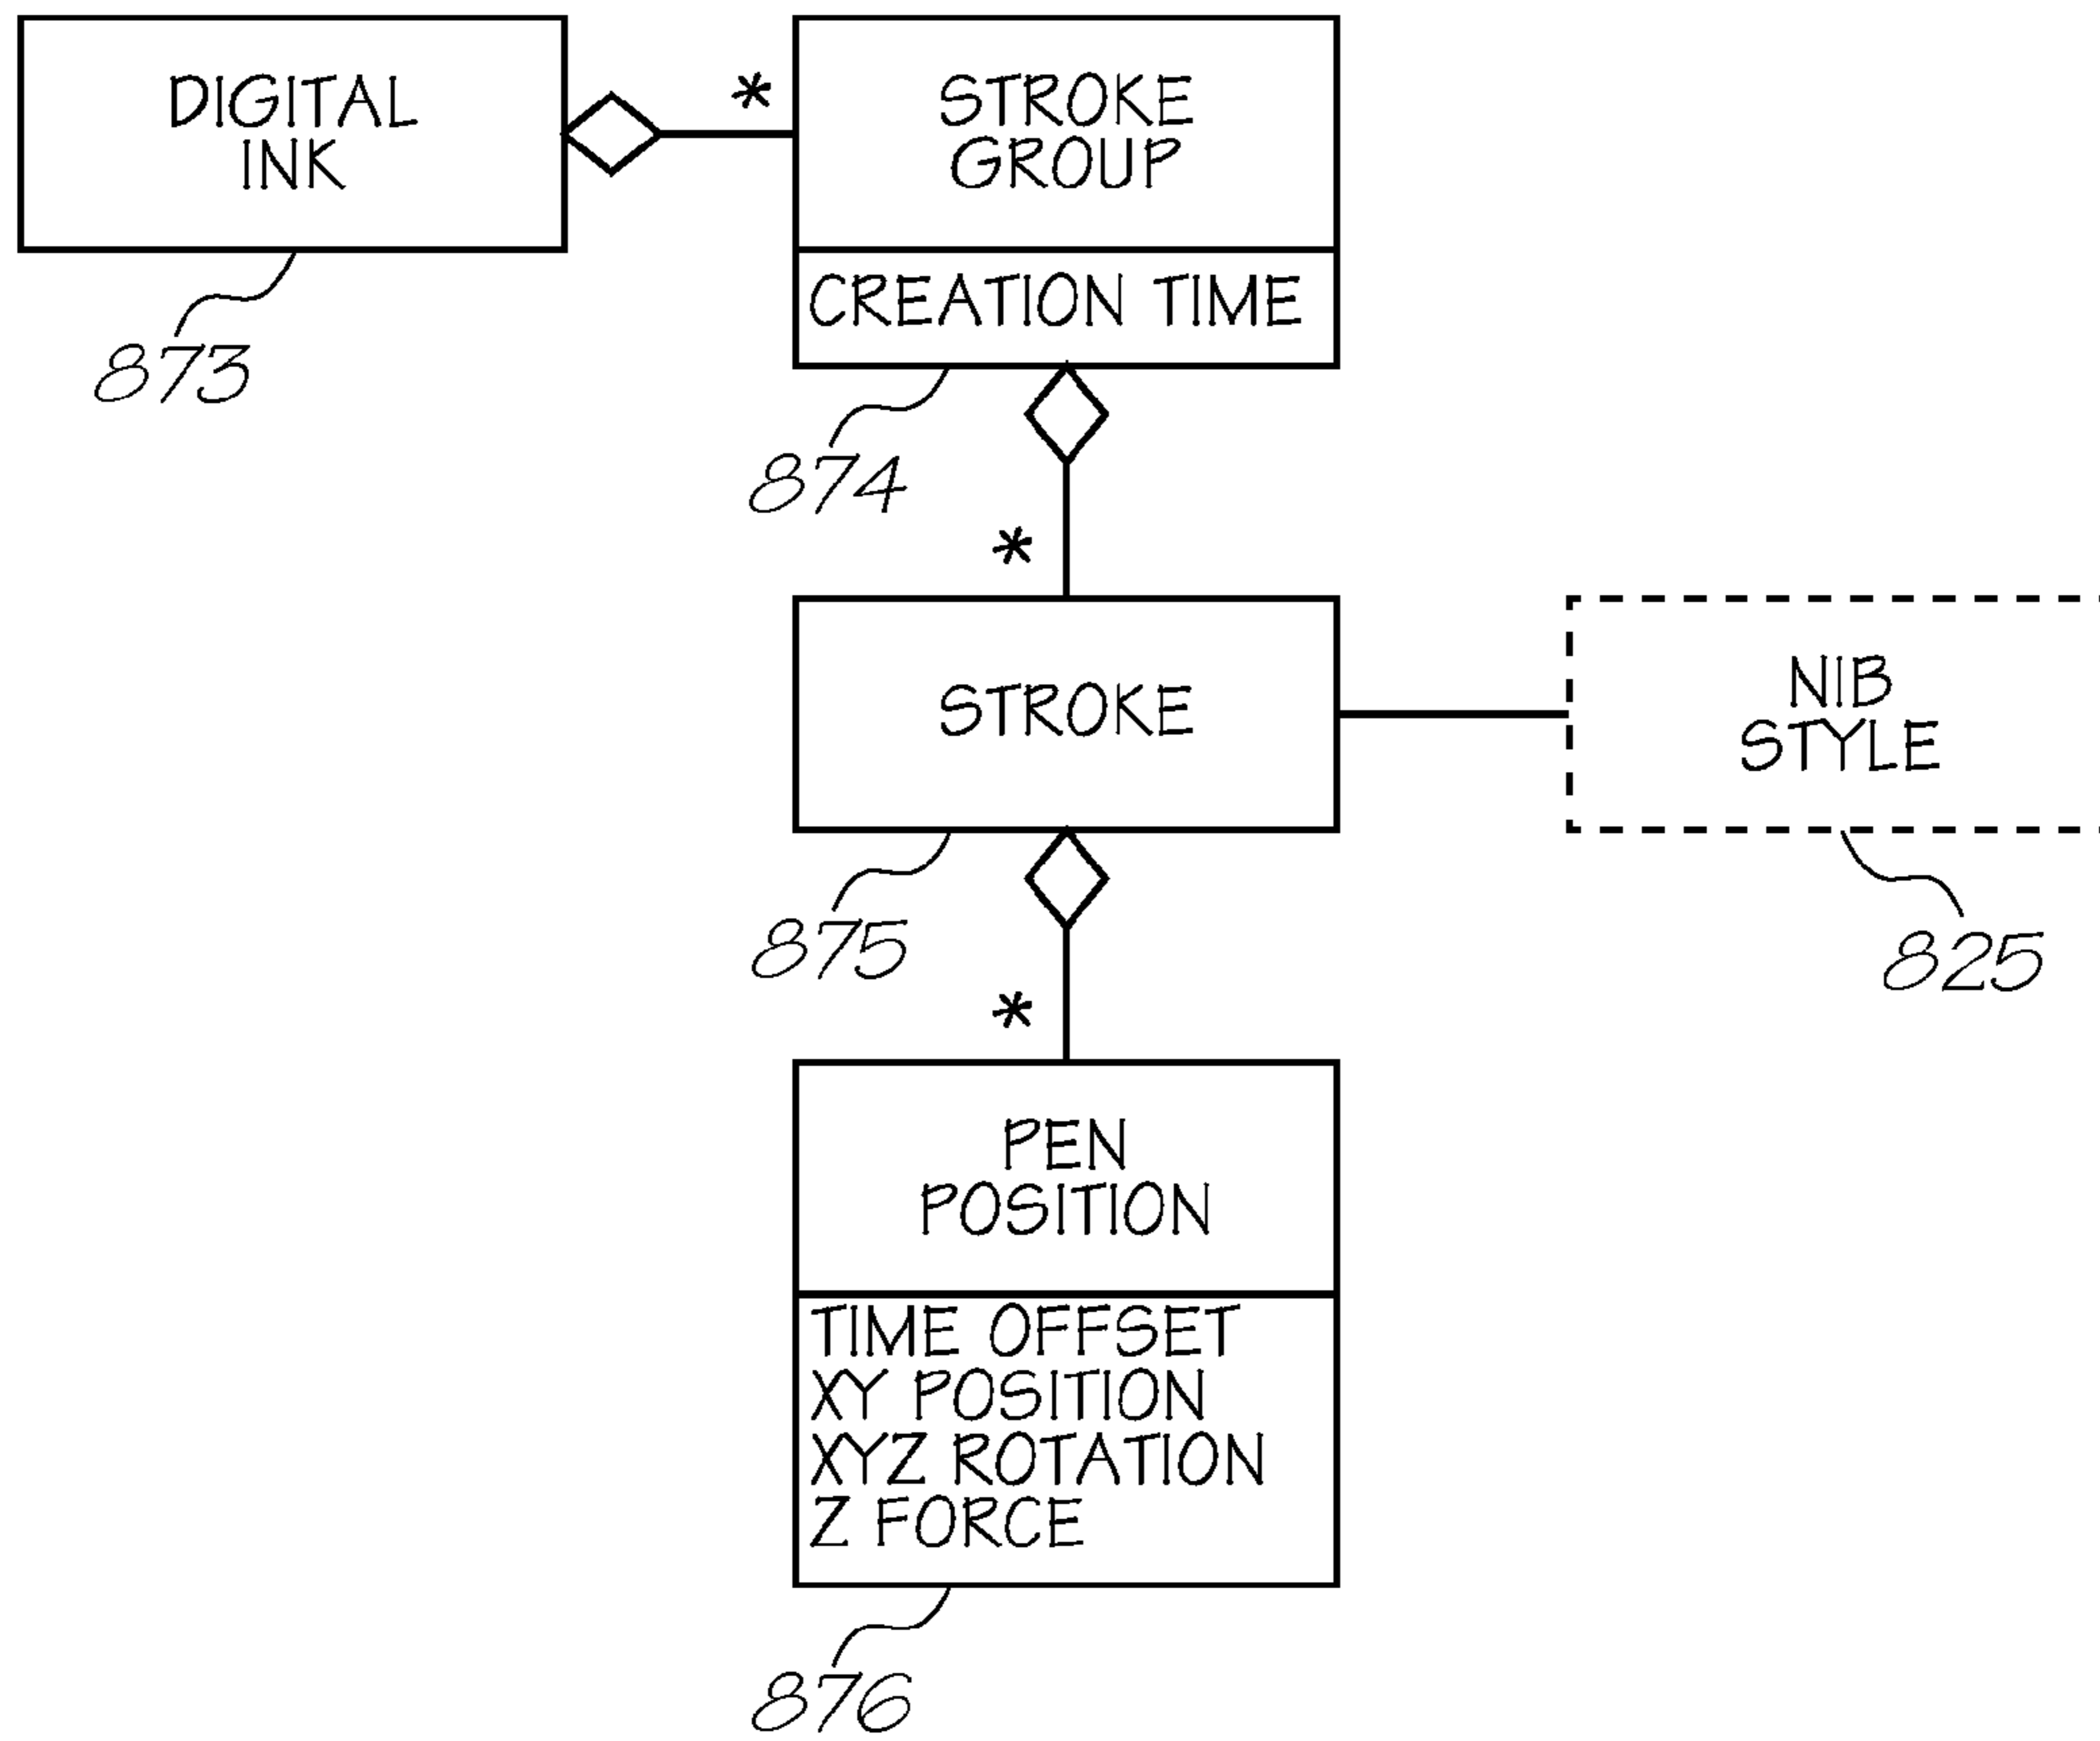 DIGITAL
INK
873
*
STROKE
GROUP
CREATION TIME
874
*
STROKE
875
NIB
STYLE
825
*
PEN
POSITION
TIME OFFSET
XY POSITION
XYZ ROTATION
Z FORCE
876